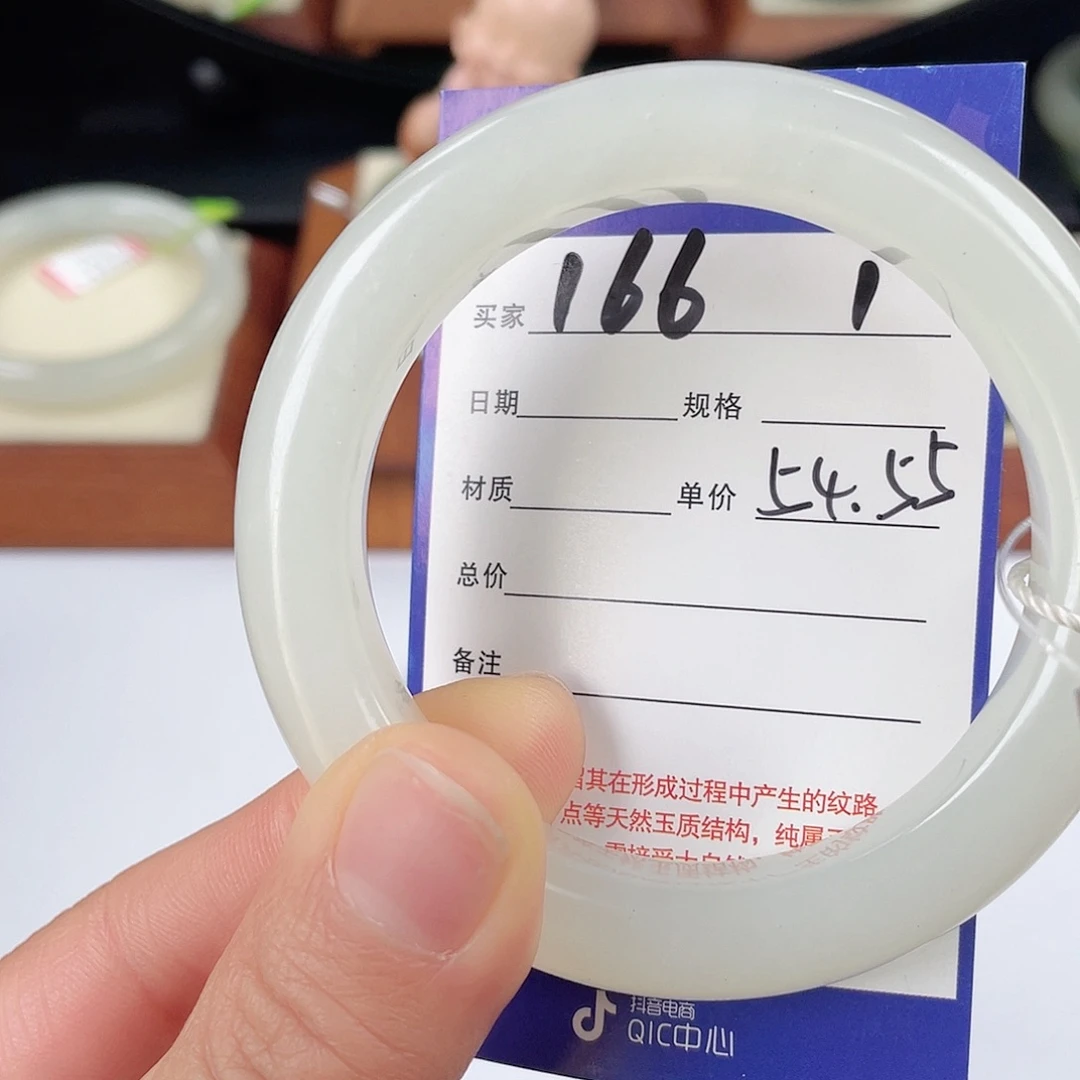 买家 166 1
日期 规格
材质 单价 54.55
总价
备注
其在形成过程中产生的纹路
点等天然玉质结构，纯属
抖音电商
QIC中心